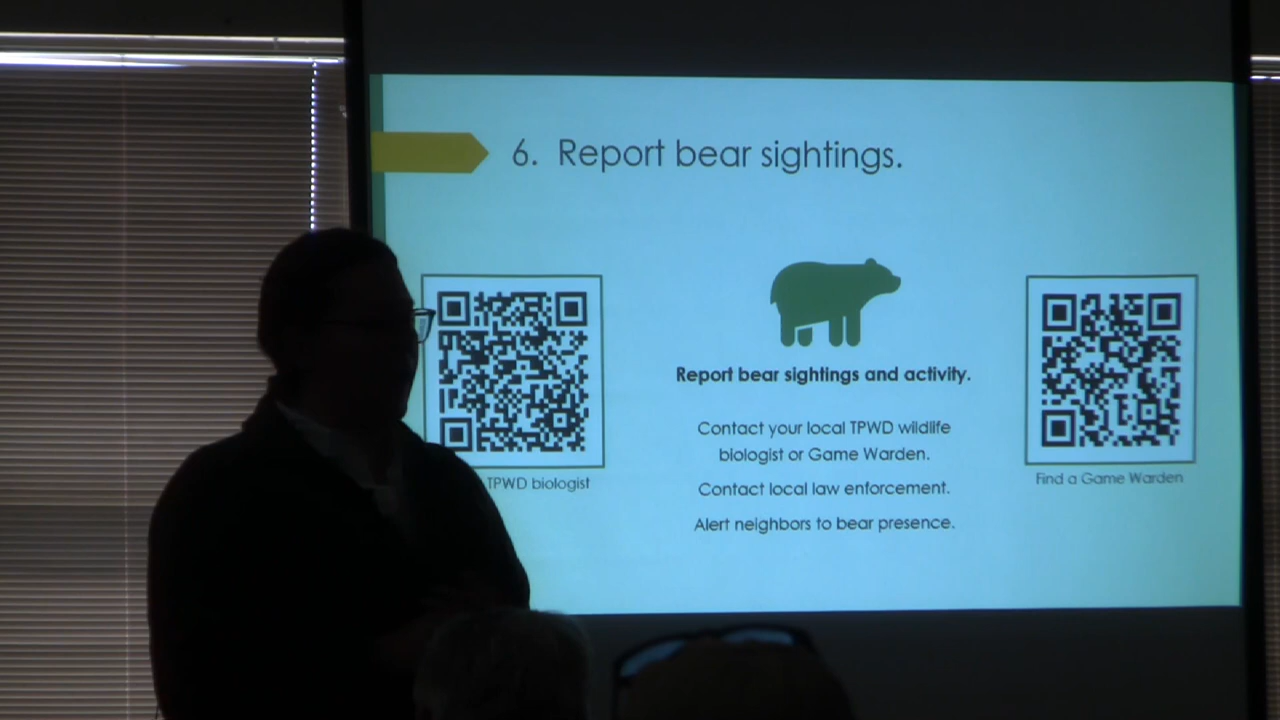 6. Report bear sightings.
Report bear sightings and activity.
Contact your local TPWD wildlife
biologist or Game Warden.
Contact local law enforcement.
Alert neighbors to bear presence.
TPWD biologist
Find a Game Warden